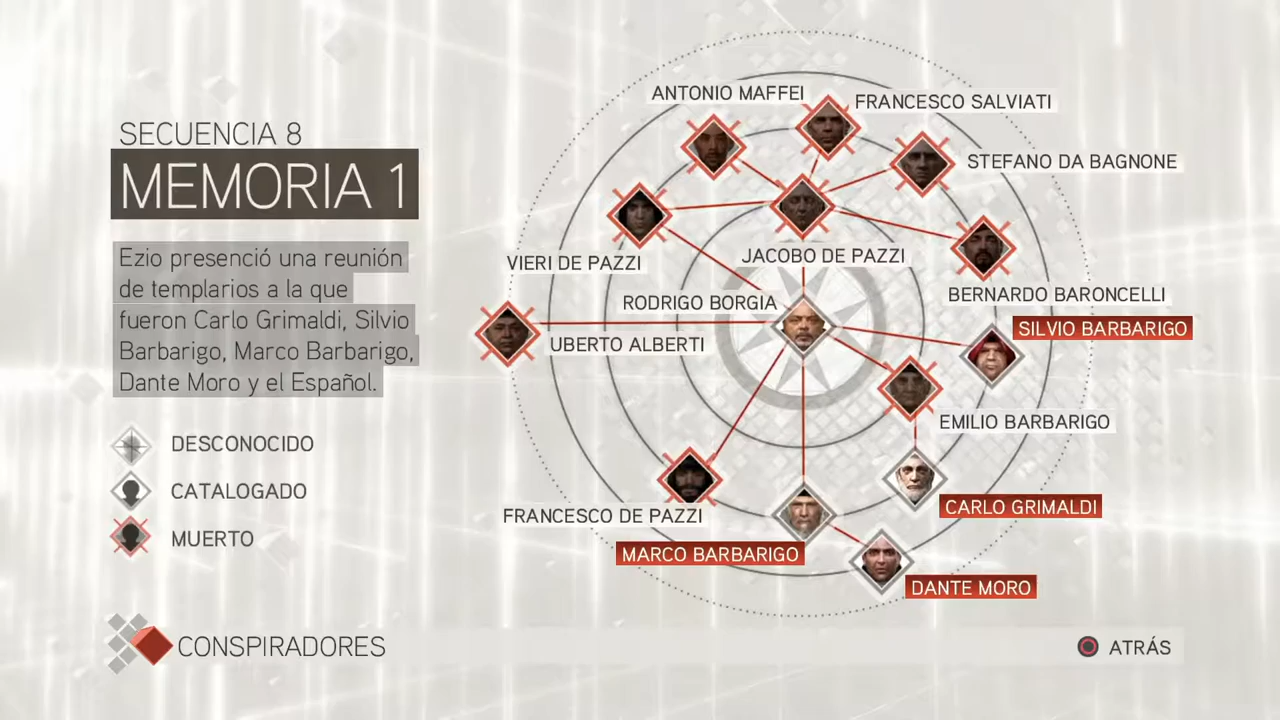 SECUENCIA 8
MEMORIA 1
Ezio presenció una reunión
de templarios a la que
fueron Carlo Grimaldi, Silvio
Barbarigo, Marco Barbarigo,
Dante Moro y el Español.
DESCONOCIDO
CATALOGADO
MUERTO
ANTONIO MAFFEI
FRANCESCO SALVIATI
STEFANO DA BAGNONE
VIERI DE PAZZI
JACOBO DE PAZZI
BERNARDO BARONCELLI
RODRIGO BORGIA
SILVIO BARBARIGO
UBERTO ALBERTI
EMILIO BARBARIGO
CARLO GRIMALDI
FRANCESCO DE PAZZI
MARCO BARBARIGO
DANTE MORO
CONSPIRADORES
ATRÁS